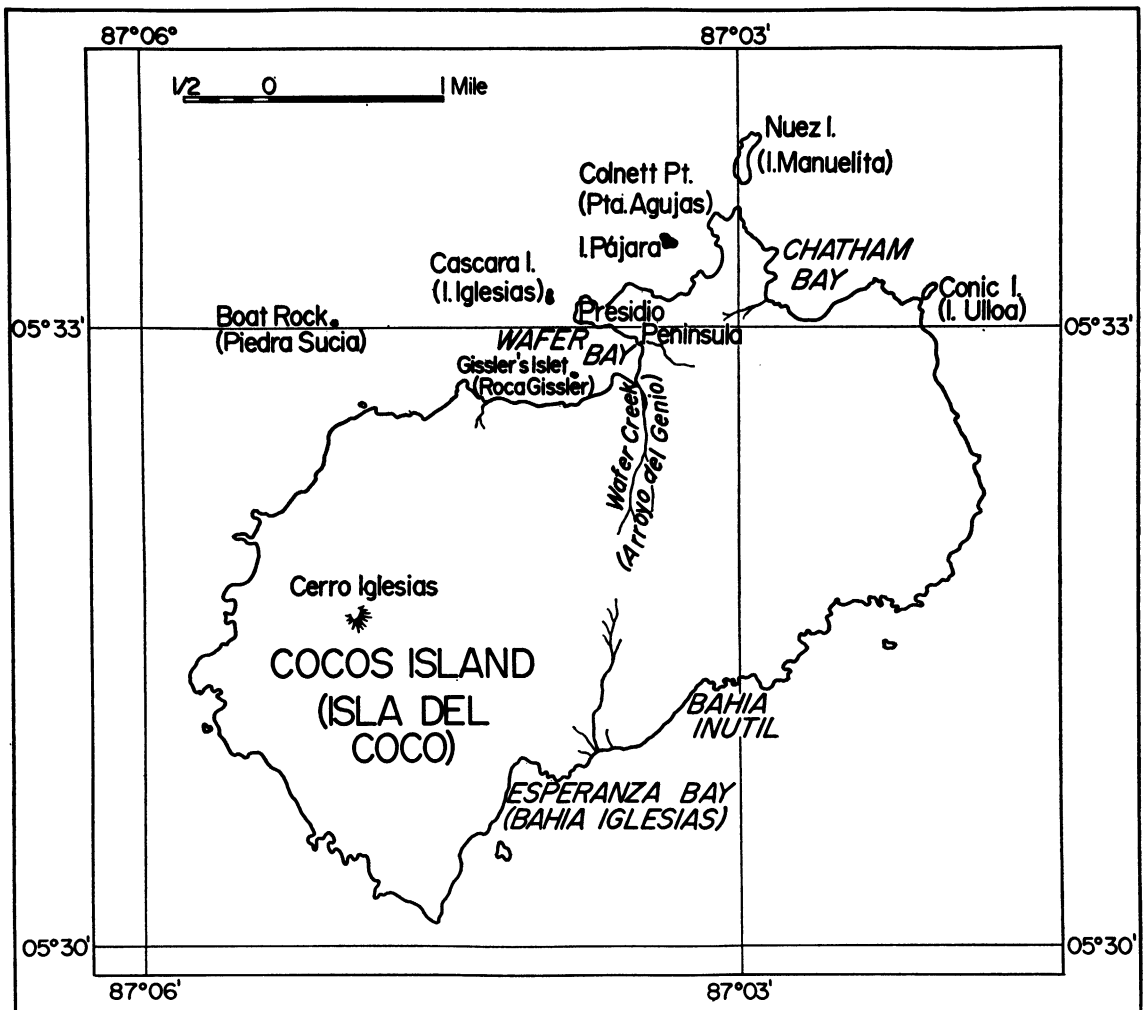 87°06'
87°03'
1/2 0 1 Mile
Nuez I.
(I. Manuelita)
Colnett Pt.
(Pta. Agujas)
I. Pájara
CHATHAM
BAY
Cascara I.
(I. Iglesias)
Conic I.
(I. Ulloa)
Presidio
Peninsula
Boat Rock
(Piedra Sucia)
05°33'
05°33'
WAFER
BAY
Gissler's Islet
(Roca Gissler)
Wafer Creek
(Arroyo del Genio)
Cerro Iglesias
COCOS ISLAND
(ISLA DEL
COCO)
BAHIA
INUTIL
ESPERANZA BAY
(BAHIA IGLESIAS)
05°30'
05°30'
87°06'
87°03'